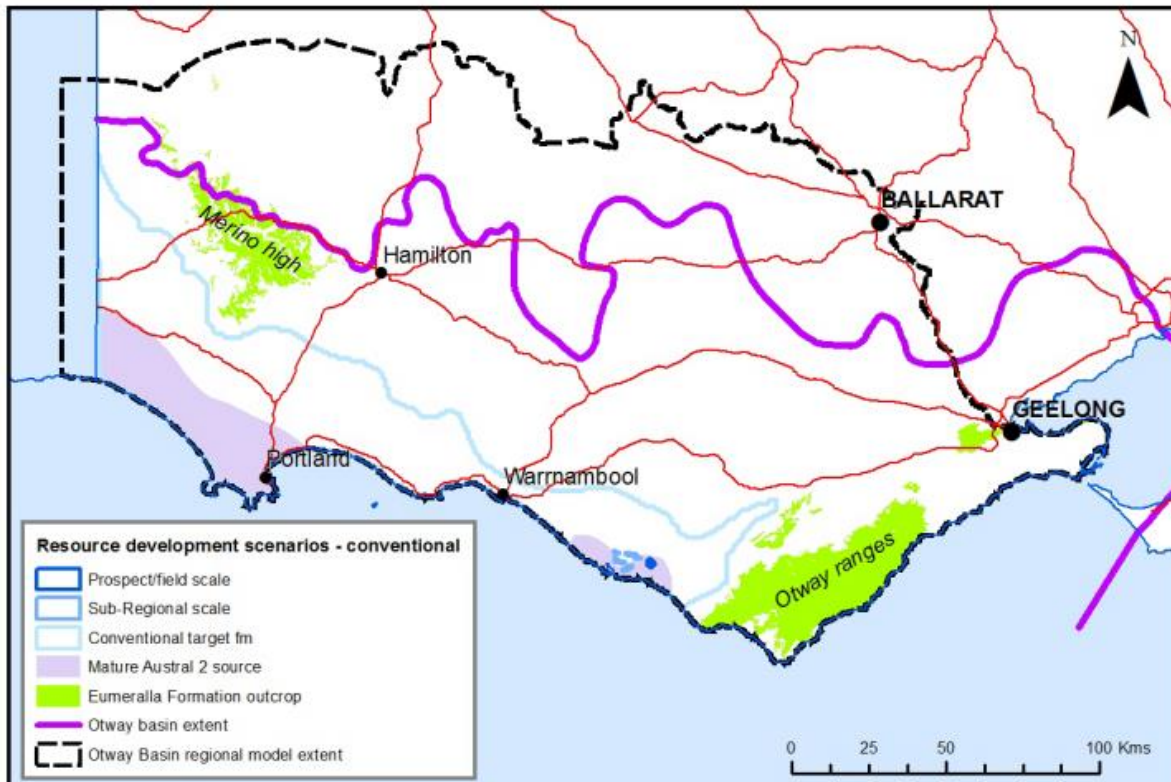 N
BALLARAT
Merino high
Hamilton
GEELONG
Portland
Warrnambool
Otway ranges
Resource development scenarios - conventional
Prospect/field scale
Sub-Regional scale
Conventional target fm
Mature Austral 2 source
Eumeralla Formation outcrop
Otway basin extent
Otway Basin regional model extent
0 25 50 100 Kms